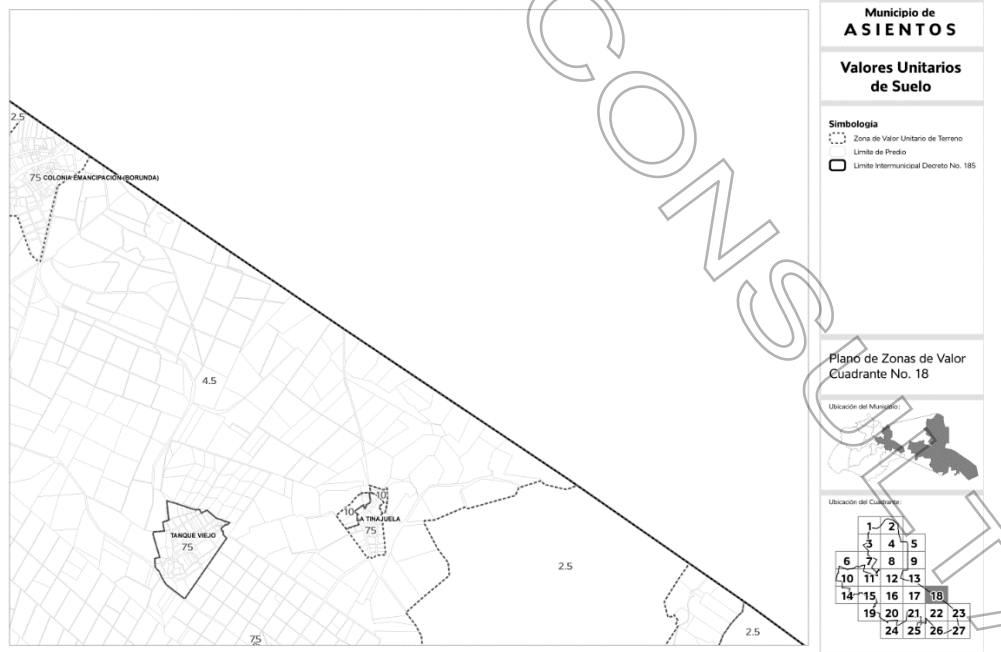 Municipio de
ASIENTOS
Valores Unitarios
de Suelo
Simbología
Zona de Valor Unitario de Terreno
Limite de Predio
Limite Intermunicipal Decreto No. 185
Plano de Zonas de Valor
Cuadrante No. 18
Ubicación del Municipio:
Ubicación del Cuadrante:
1 2
3 4 5
6 7 8 9
10 11 12 13
14 15 16 17 18
19 20 21 22 23
24 25 26 27
2.5
75 COLONIA EMANCIPACIÓN (BORUNDA)
4.5
10
10
LA TINAJUELA
75
TANQUE VIEJO
75
2.5
75
2.5
CONSULT